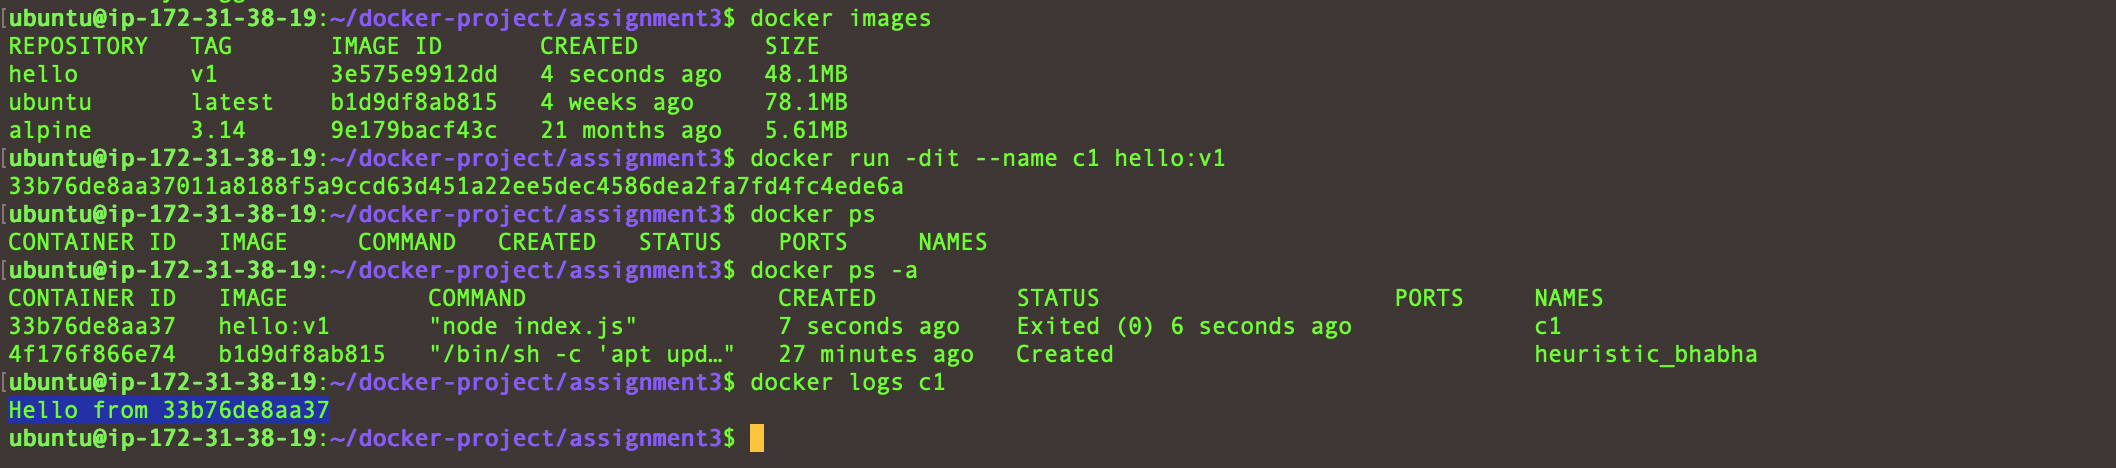 ubuntu@ip-172-31-38-19:~/docker-project/assignment3$ docker images
REPOSITORY   TAG       IMAGE ID       CREATED         SIZE
hello        v1        3e575e9912dd   4 seconds ago   48.1MB
ubuntu       latest    b1d9df8ab815   4 weeks ago     78.1MB
alpine       3.14      9e179bacf43c   21 months ago   5.61MB
[ubuntu@ip-172-31-38-19:~/docker-project/assignment3$ docker run -dit --name c1 hello:v1
33b76de8aa37011a8188f5a9ccd63d451a22ee5dec4586dea2fa7fd4fc4ede6a
[ubuntu@ip-172-31-38-19:~/docker-project/assignment3$ docker ps
CONTAINER ID   IMAGE     COMMAND   CREATED   STATUS    PORTS     NAMES
[ubuntu@ip-172-31-38-19:~/docker-project/assignment3$ docker ps -a
CONTAINER ID   IMAGE          COMMAND                  CREATED          STATUS                     PORTS     NAMES
33b76de8aa37   hello:v1       "node index.js"          7 seconds ago    Exited (0) 6 seconds ago             c1
4f176f866e74   b1d9df8ab815   "/bin/sh -c 'apt upd…"   27 minutes ago   Created                              heuristic_bhabha
[ubuntu@ip-172-31-38-19:~/docker-project/assignment3$ docker logs c1
Hello from 33b76de8aa37
ubuntu@ip-172-31-38-19:~/docker-project/assignment3$